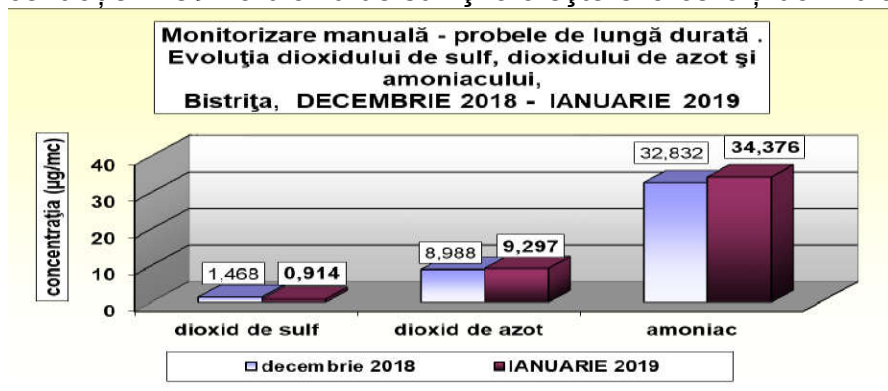 Monitorizare manuală - probele de lungă durată .
Evoluţia dioxidului de sulf, dioxidului de azot şi
amoniacului,
Bistriţa, DECEMBRIE 2018 - IANUARIE 2019
concentraţia (µg/mc)
40
30
20
10
0
1,468
0,914
8,988
9,297
32,832
34,376
dioxid de sulf
dioxid de azot
amoniac
decembrie 2018
IANUARIE 2019